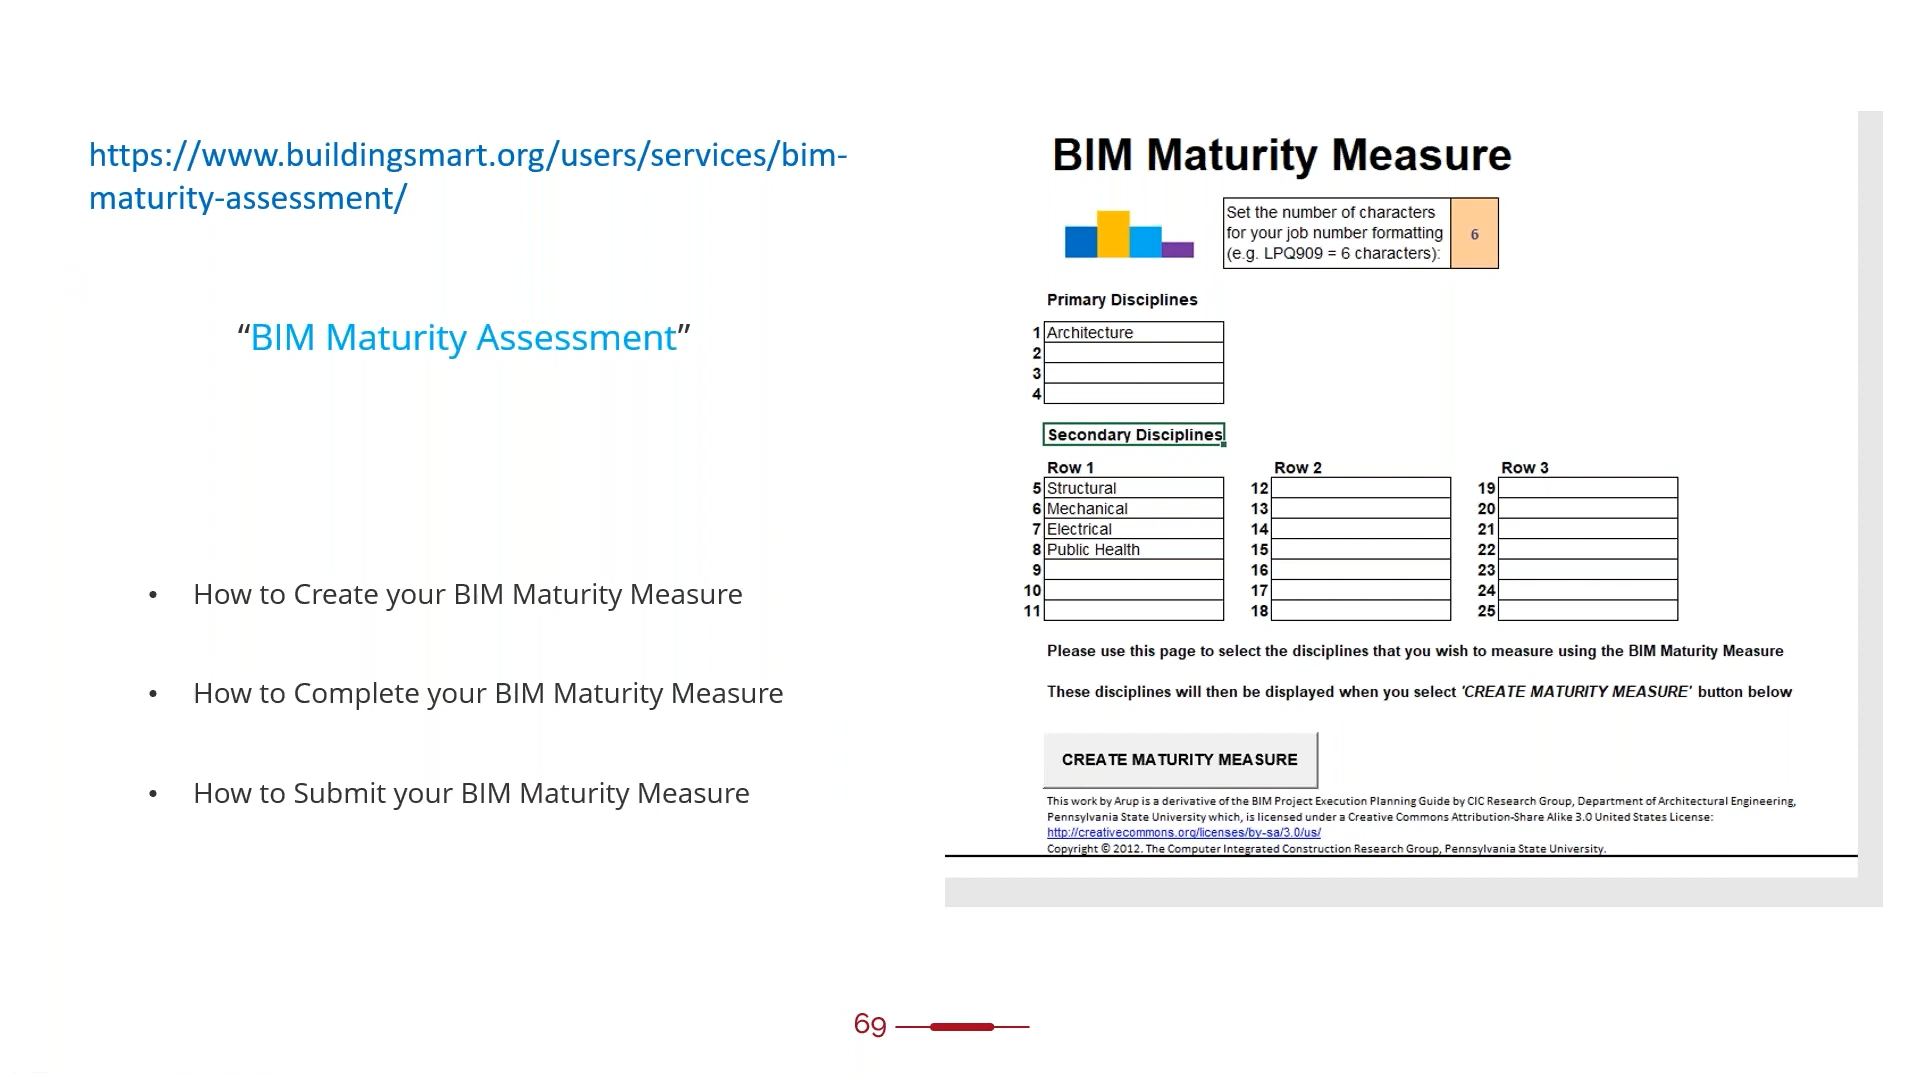 https://www.buildingsmart.org/users/services/bim-
maturity-assessment/
“BIM Maturity Assessment”
• How to Create your BIM Maturity Measure
• How to Complete your BIM Maturity Measure
• How to Submit your BIM Maturity Measure
BIM Maturity Measure
Set the number of characters
for your job number formatting
(e.g. LPQ909 = 6 characters):
6
Primary Disciplines
1 Architecture
2
3
4
Secondary Disciplines
Row 1 Row 2 Row 3
5 Structural 12 19
6 Mechanical 13 20
7 Electrical 14 21
8 Public Health 15 22
9 16 23
10 17 24
11 18 25
Please use this page to select the disciplines that you wish to measure using the BIM Maturity Measure
These disciplines will then be displayed when you select 'CREATE MATURITY MEASURE' button below
CREATE MATURITY MEASURE
This work by Arup is a derivative of the BIM Project Execution Planning Guide by CIC Research Group, Department of Architectural Engineering,
Pennsylvania State University which, is licensed under a Creative Commons Attribution-Share Alike 3.0 United States License:
http://creativecommons.org/licenses/by-sa/3.0/us/
Copyright © 2012. The Computer Integrated Construction Research Group, Pennsylvania State University.
69